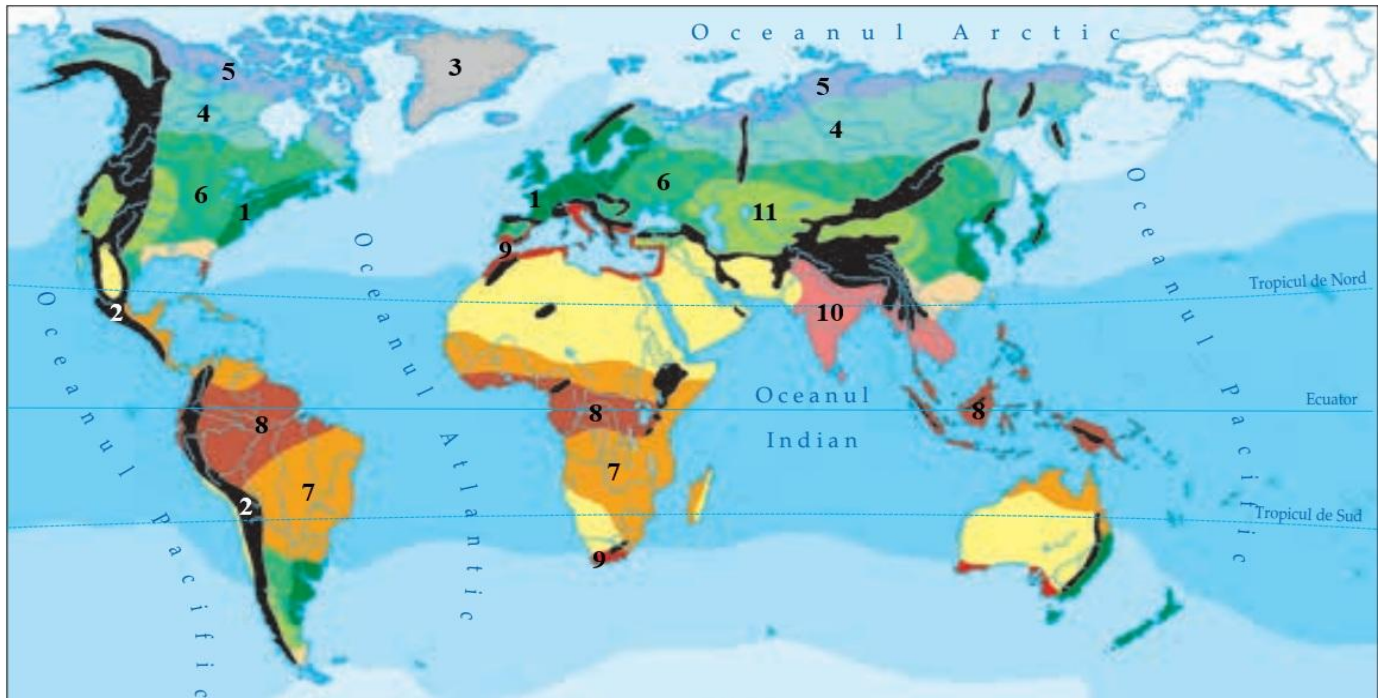 Oceanul Arctic
3
5
5
4
4
6
1
1
6
11
9
Oceanul Pacific
Oceanul Atlantic
Oceanul Pacific
Tropicul de Nord
2
10
Oceanul
Indian
Ecuator
8
8
8
7
7
2
Tropicul de Sud
9